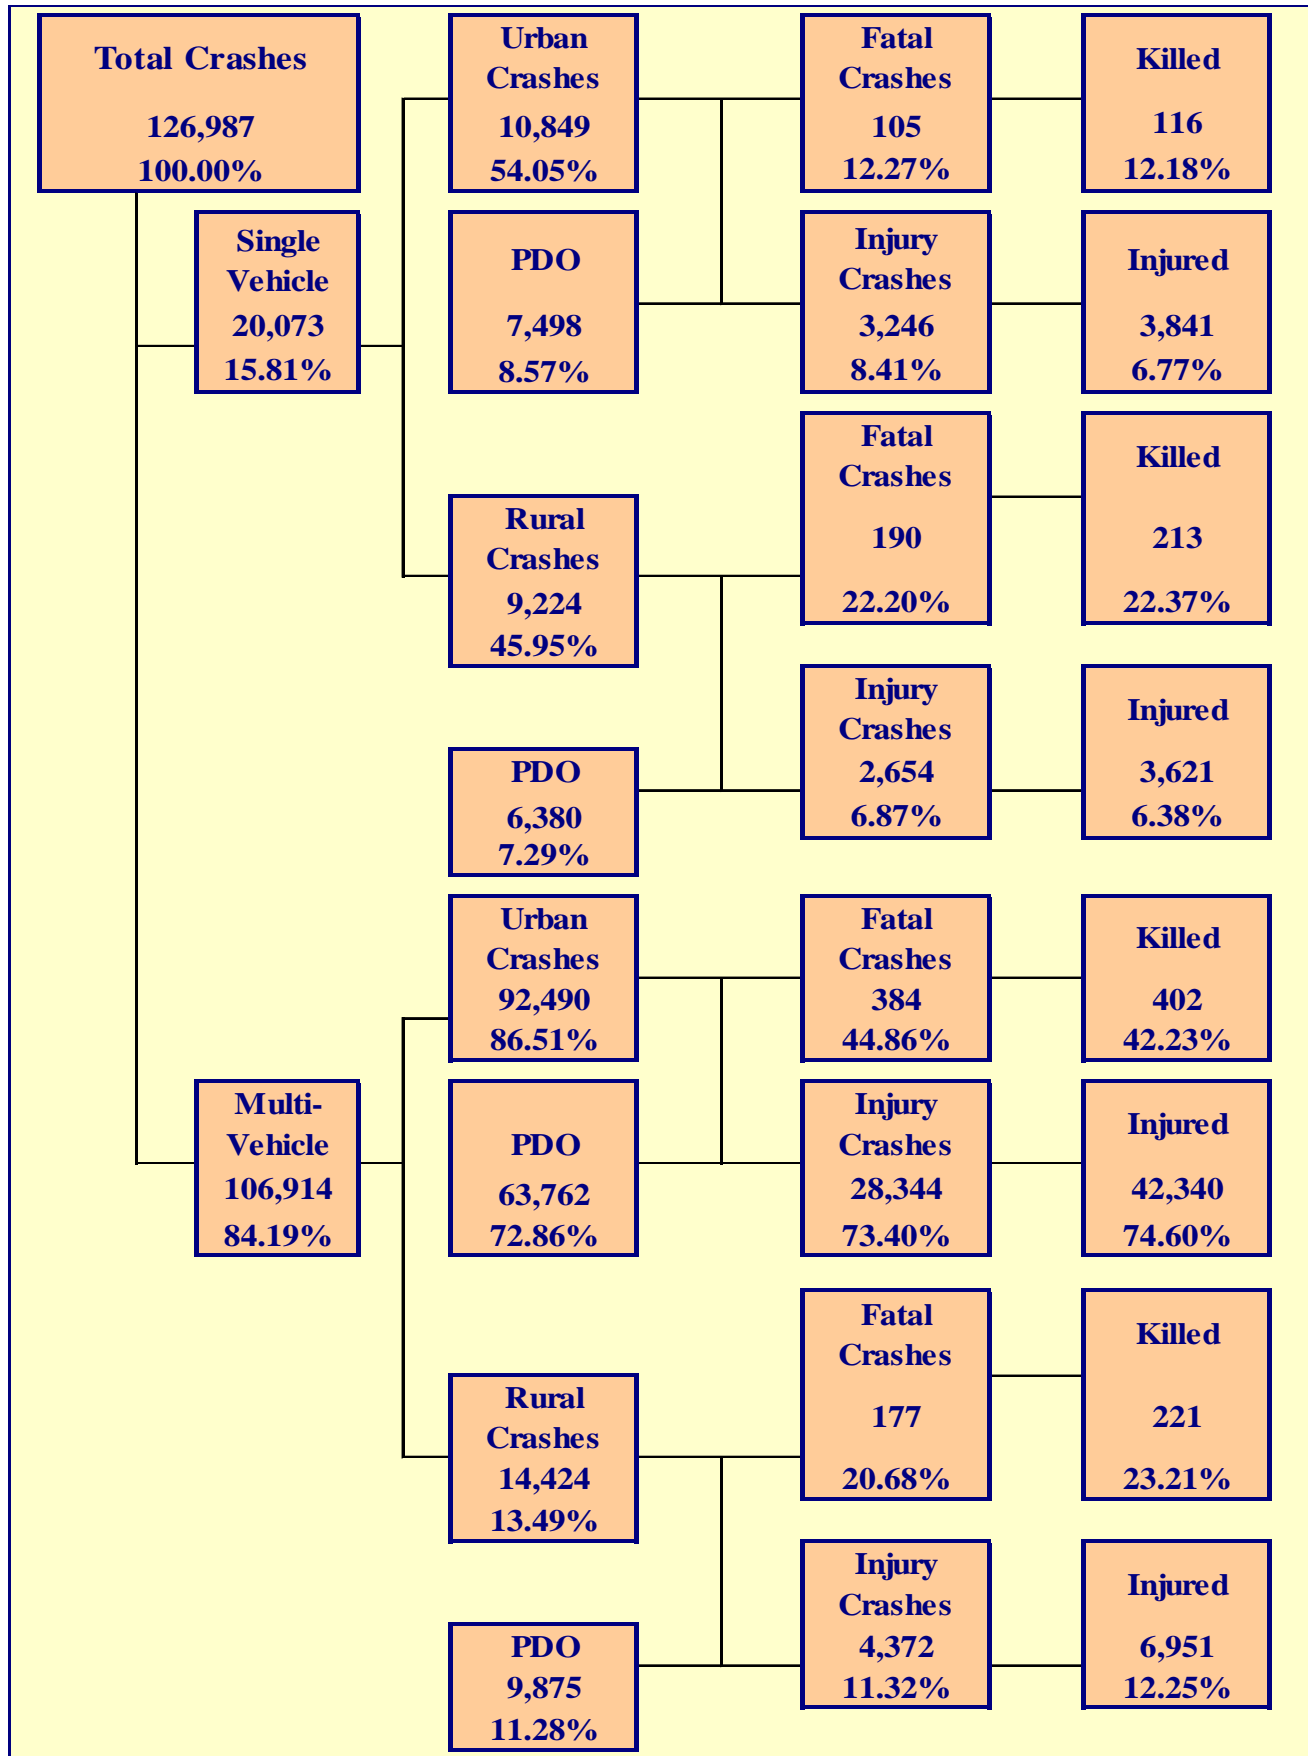 Total Crashes
126,987
100.00%
Single
Vehicle
20,073
15.81%
Urban
Crashes
10,849
54.05%
Fatal
Crashes
105
12.27%
Killed
116
12.18%
PDO
7,498
8.57%
Injury
Crashes
3,246
8.41%
Injured
3,841
6.77%
Rural
Crashes
9,224
45.95%
Fatal
Crashes
190
22.20%
Killed
213
22.37%
PDO
6,380
7.29%
Injury
Crashes
2,654
6.87%
Injured
3,621
6.38%
Multi-
Vehicle
106,914
84.19%
Urban
Crashes
92,490
86.51%
Fatal
Crashes
384
44.86%
Killed
402
42.23%
PDO
63,762
72.86%
Injury
Crashes
28,344
73.40%
Injured
42,340
74.60%
Rural
Crashes
14,424
13.49%
Fatal
Crashes
177
20.68%
Killed
221
23.21%
PDO
9,875
11.28%
Injury
Crashes
4,372
11.32%
Injured
6,951
12.25%